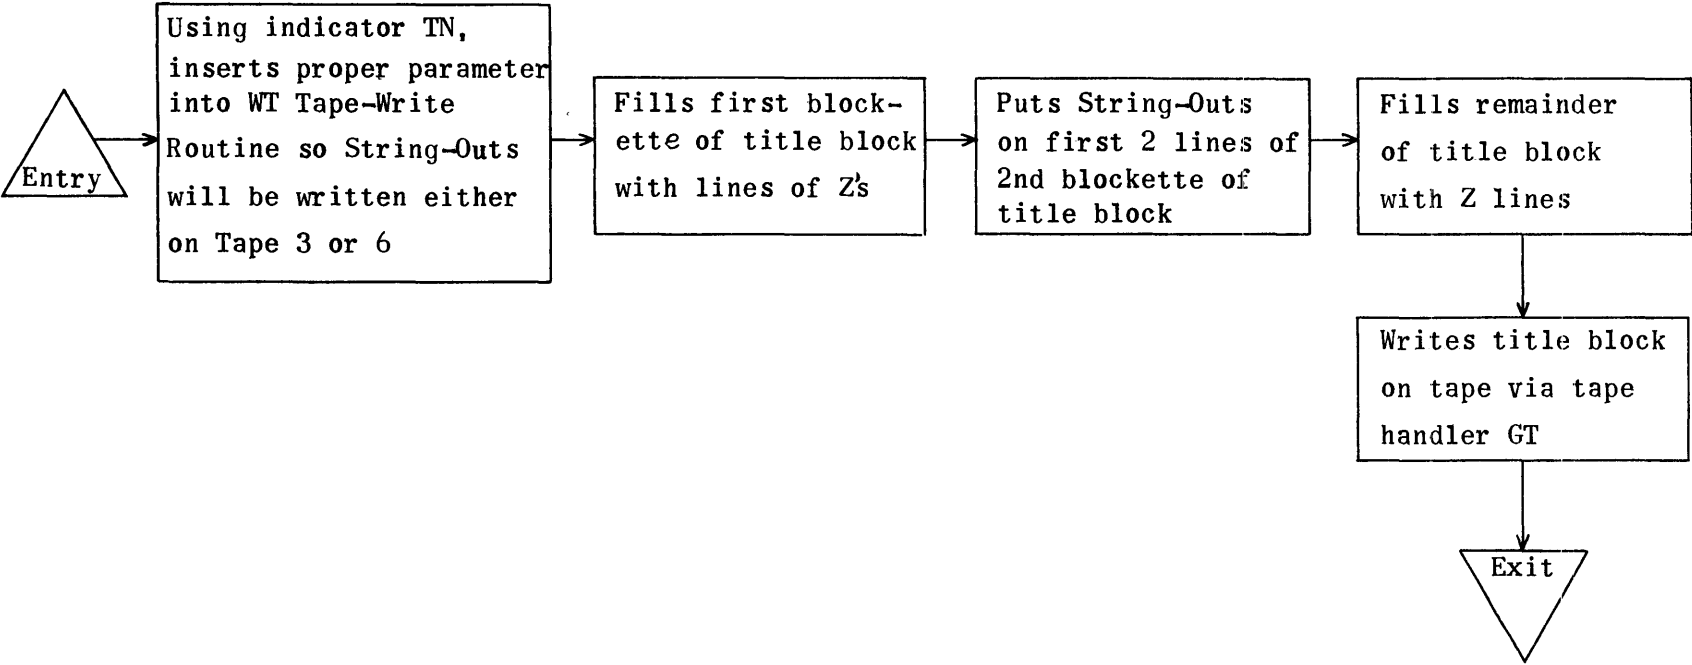 Entry
Using indicator TN,
inserts proper parameter
into WT Tape-Write
Routine so String-Outs
will be written either
on Tape 3 or 6
Fills first block-
ette of title block
with lines of Z's
Puts String-Outs
on first 2 lines of
2nd blockette of
title block
Fills remainder
of title block
with Z lines
Writes title block
on tape via tape
handler GT
Exit